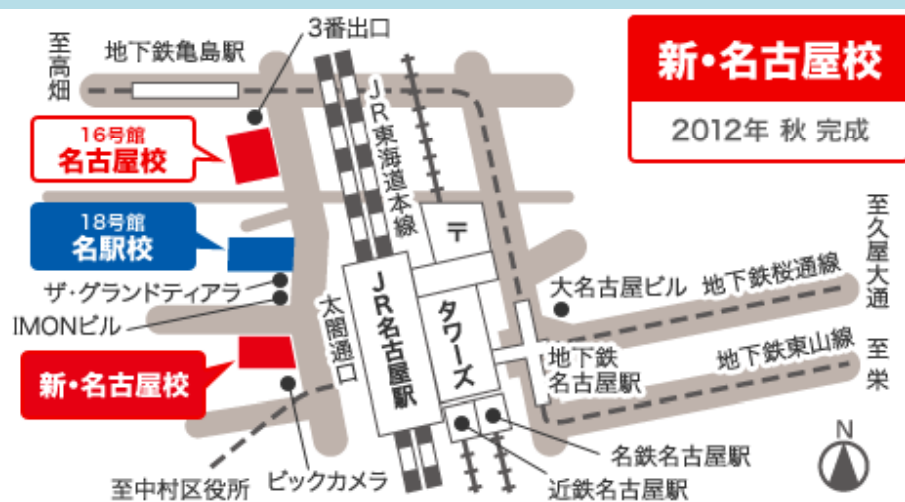 3番出口
地下鉄亀島駅
至高畑
新・名古屋校
2012年 秋 完成
16号館
名古屋校
JR東海道本線
18号館
名駅校
〒
至久屋大通
ザ・グランドティアラ
IMONビル
太閤通口
JR名古屋駅
タワーズ
大名古屋ビル
地下鉄桜通線
地下鉄東山線
至栄
地下鉄
名古屋駅
新・名古屋校
N
至中村区役所
ビックカメラ
名鉄名古屋駅
近鉄名古屋駅